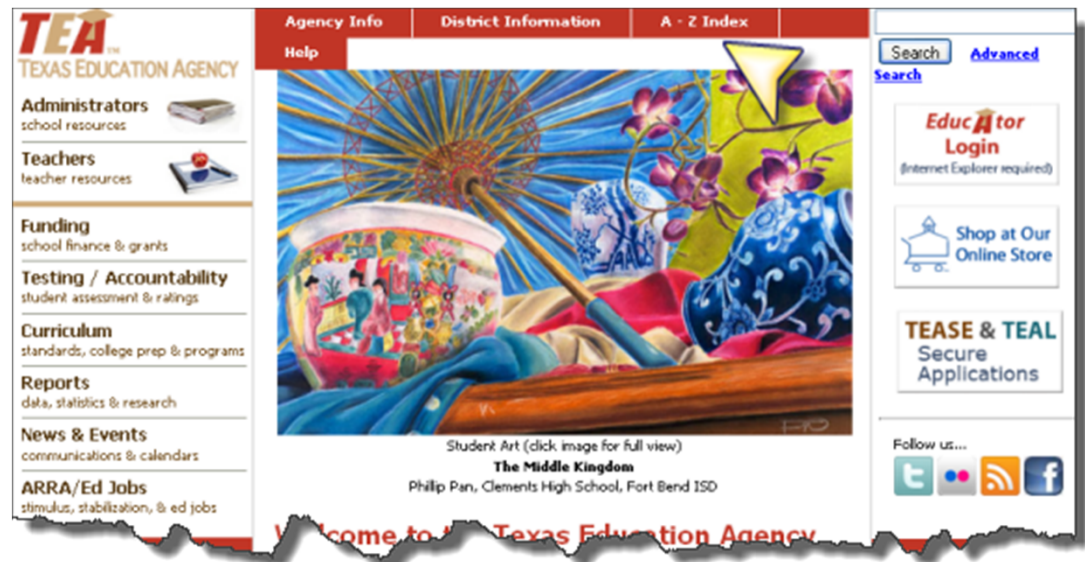 TEA™
TEXAS EDUCATION AGENCY
Administrators
school resources
Teachers
teacher resources
Funding
school finance & grants
Testing / Accountability
student assessment & ratings
Curriculum
standards, college prep & programs
Reports
data, statistics & research
News & Events
communications & calendars
ARRA/Ed Jobs
stimulus, stabilization, & ed jobs
Agency Info
District Information
A - Z Index
Help
Student Art (click image for full view)
The Middle Kingdom
Phillip Pan, Clements High School, Fort Bend ISD
Welcome to the Texas Education Agency
Search Advanced
Search
Educator
Login
(Internet Explorer required)
Shop at Our
Online Store
TEASE & TEAL
Secure
Applications
Follow us...